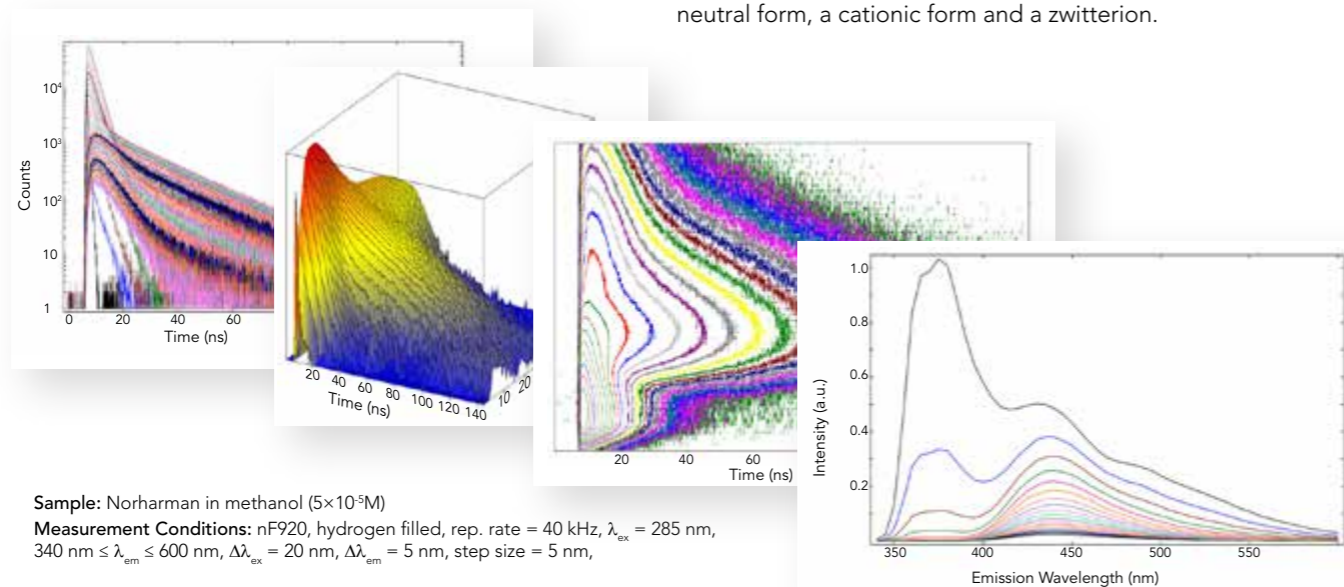 neutral form, a cationic form and a zwitterion.
10⁴
10³
10²
10
1
Counts
0 20 40 60
Time (ns)
20 40 60 80 100 120 140
10 20
Time (ns)
20 40 60
Time (ns)
1.0
0.8
0.6
0.4
0.2
Intensity (a.u.)
350 400 450 500 550
Emission Wavelength (nm)
Sample: Norharman in methanol (5×10⁻⁵M)
Measurement Conditions: nF920, hydrogen filled, rep. rate = 40 kHz, λₑₓ = 285 nm,
340 nm ≤ λₑₘ ≤ 600 nm, Δλₑₓ = 20 nm, Δλₑₘ = 5 nm, step size = 5 nm,